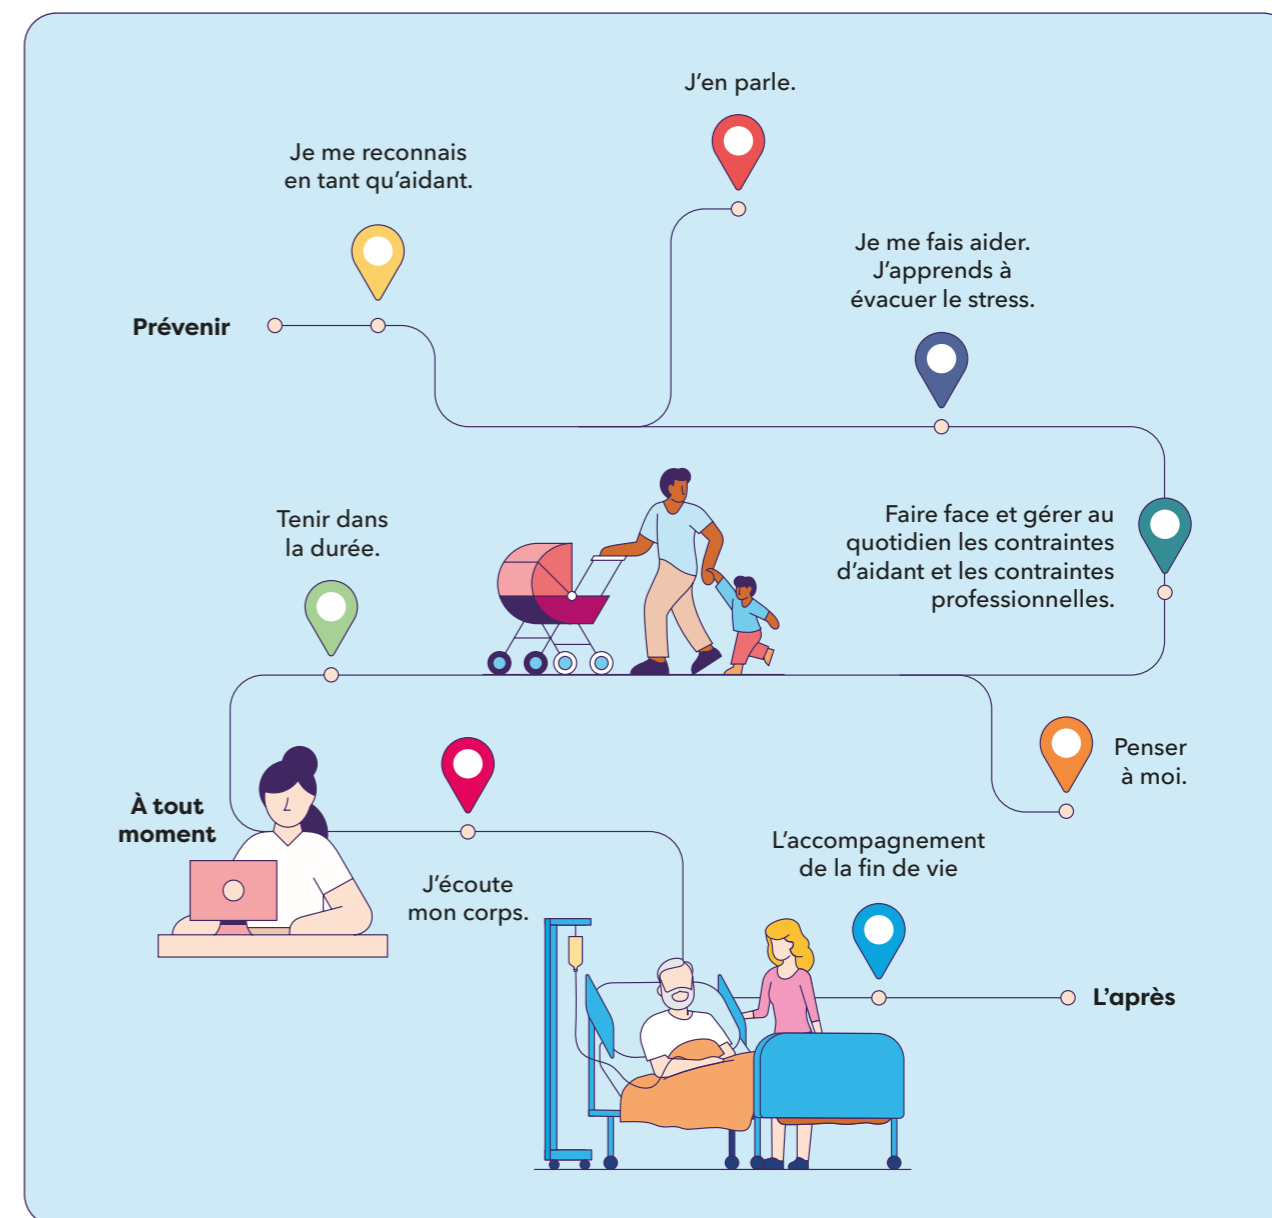 J’en parle.
Je me reconnais
en tant qu’aidant.
Prévenir
Je me fais aider.
J’apprends à
évacuer le stress.
Faire face et gérer au
quotidien les contraintes
d’aidant et les contraintes
professionnelles.
Tenir dans
la durée.
Penser
à moi.
À tout
moment
J’écoute
mon corps.
L’accompagnement
de la fin de vie
L’après